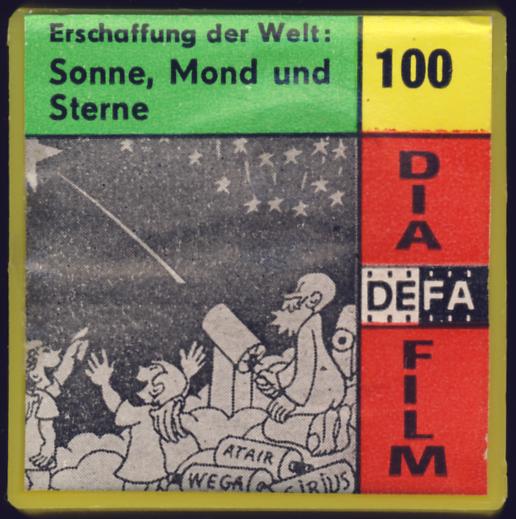 Erschaffung der Welt:
Sonne, Mond und
Sterne
100
DIA
DEFA
FILM
ATAIR
WEGA
SIRIUS